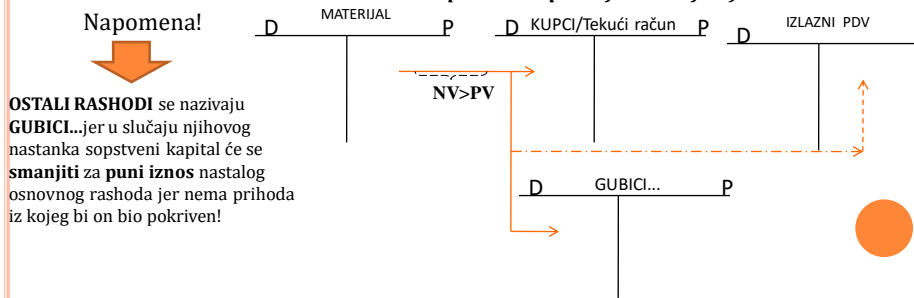 Napomena!
OSTALI RASHODI se nazivaju
GUBICI...jer u slučaju njihovog
nastanka sopstveni kapital će se
smanjiti za puni iznos nastalog
osnovnog rashoda jer nema prihoda
iz kojeg bi on bio pokriven!
D MATERIJAL P
D KUPCI/Tekući račun P
D IZLAZNI PDV
NV>PV
D GUBICI... P